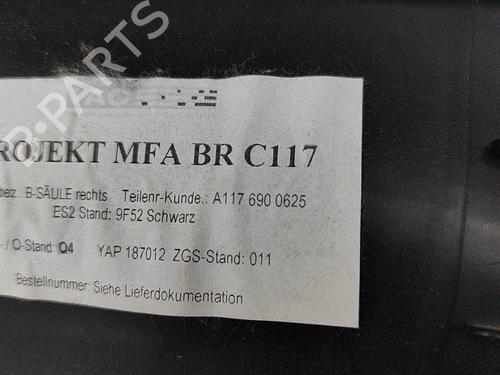 B-PARTS
ROJEKT MFA BR C117
bez.: B-SÄULE rechts Teilenr-Kunde.: A117 690 0625
ES2 Stand: 9F52 Schwarz
- / Q-Stand: Q4 YAP 187012 ZGS-Stand: 011
Bestellnummer: Siehe Lieferdokumentation